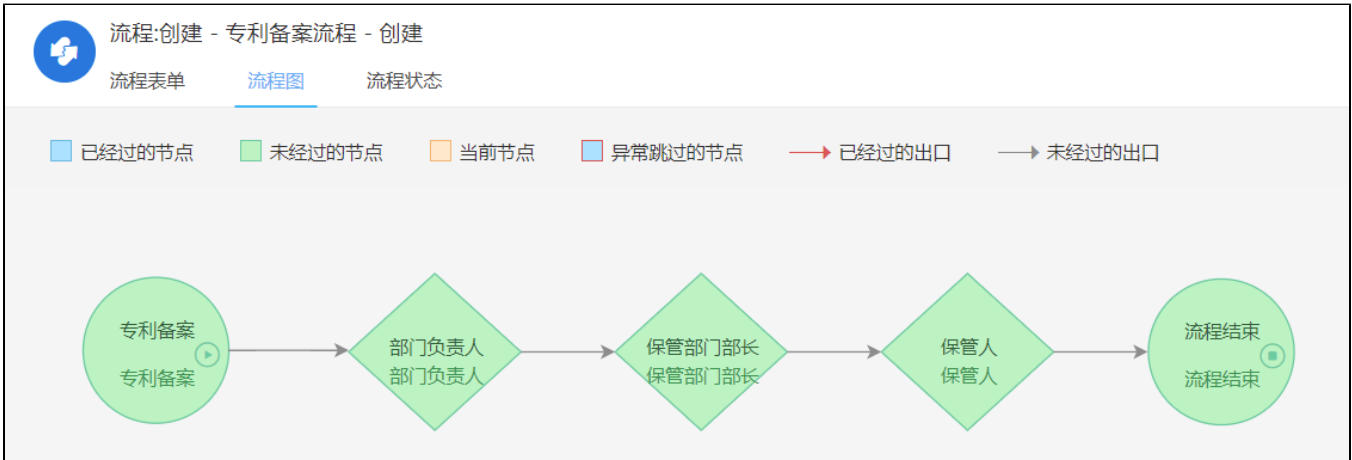 流程:创建 - 专利备案流程 - 创建
流程表单 流程图 流程状态
已经过的节点 未经过的节点 当前节点 异常跳过的节点 已经过的出口 未经过的出口
专利备案
专利备案
部门负责人
部门负责人
保管部门部长
保管部门部长
保管人
保管人
流程结束
流程结束